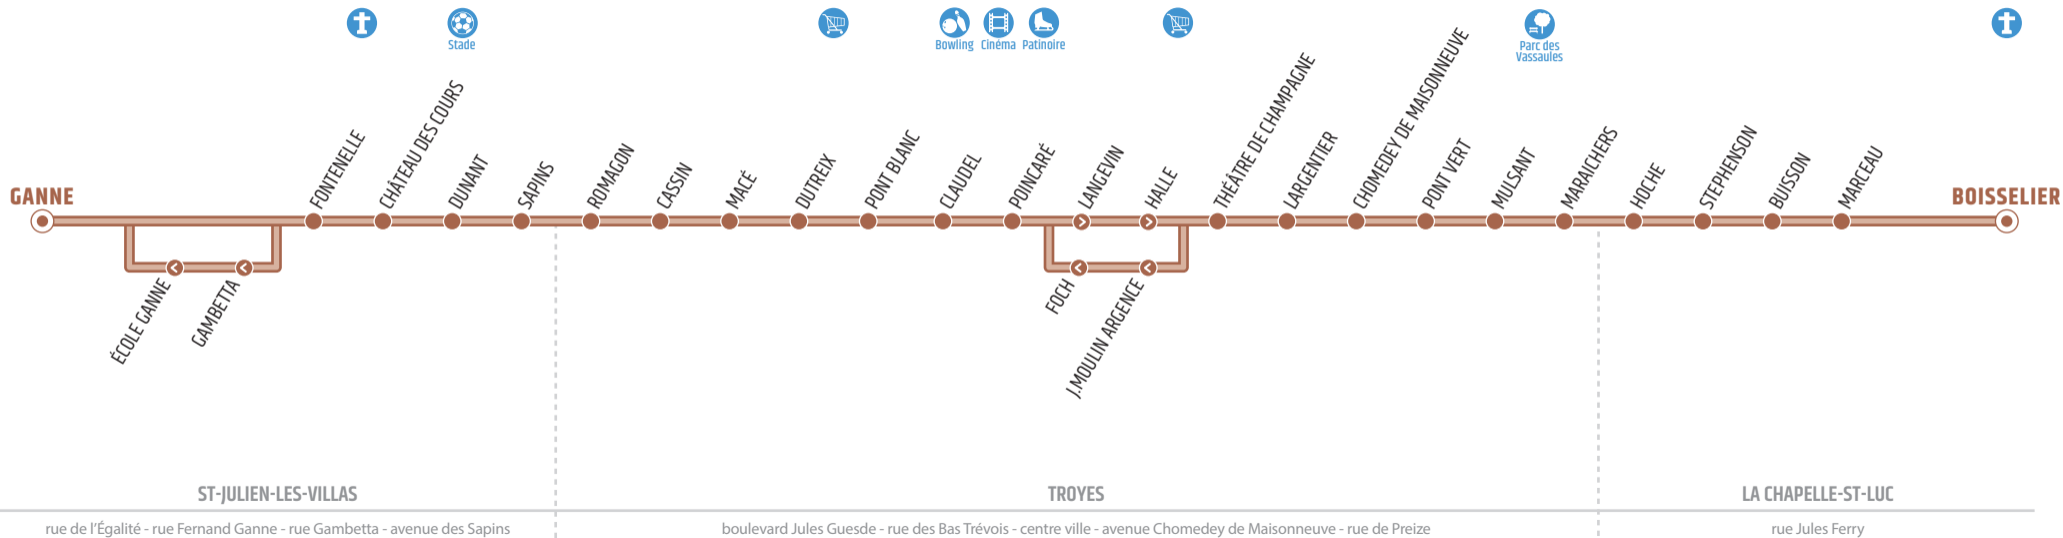 Stade
Bowling
Cinéma
Patinoire
Parc des
Vassaules
GANNE
FONTENELLE
CHÂTEAU DES COURS
DUNANT
SAPINS
ROMAGON
CASSIN
MACÉ
DUTREIX
PONT BLANC
CLAUDEL
POINCARÉ
LANGEVIN
HALLE
THÉÂTRE DE CHAMPAGNE
LARGENTIER
CHOMEDEY DE MAISONNEUVE
PONT VERT
MULSANT
MARAICHERS
HOCHE
STEPHENSON
BUISSON
MARCEAU
BOISSELIER
ÉCOLE GANNE
GAMBETTA
FOCH
J.MOULIN ARGENCE
ST-JULIEN-LES-VILLAS
TROYES
LA CHAPELLE-ST-LUC
rue de l'Égalité - rue Fernand Ganne - rue Gambetta - avenue des Sapins
boulevard Jules Guesde - rue des Bas Trévois - centre ville - avenue Chomedey de Maisonneuve - rue de Preize
rue Jules Ferry